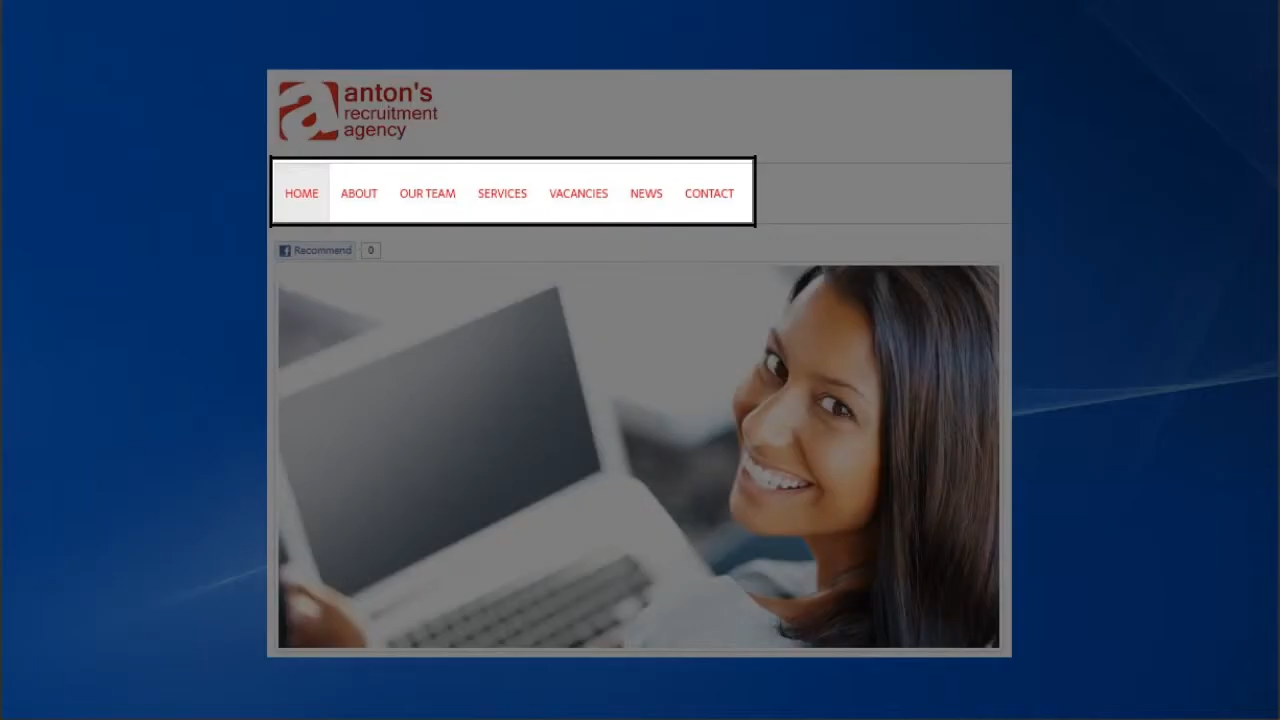 anton's
recruitment
agency
HOME ABOUT OUR TEAM SERVICES VACANCIES NEWS CONTACT
Recommend 0